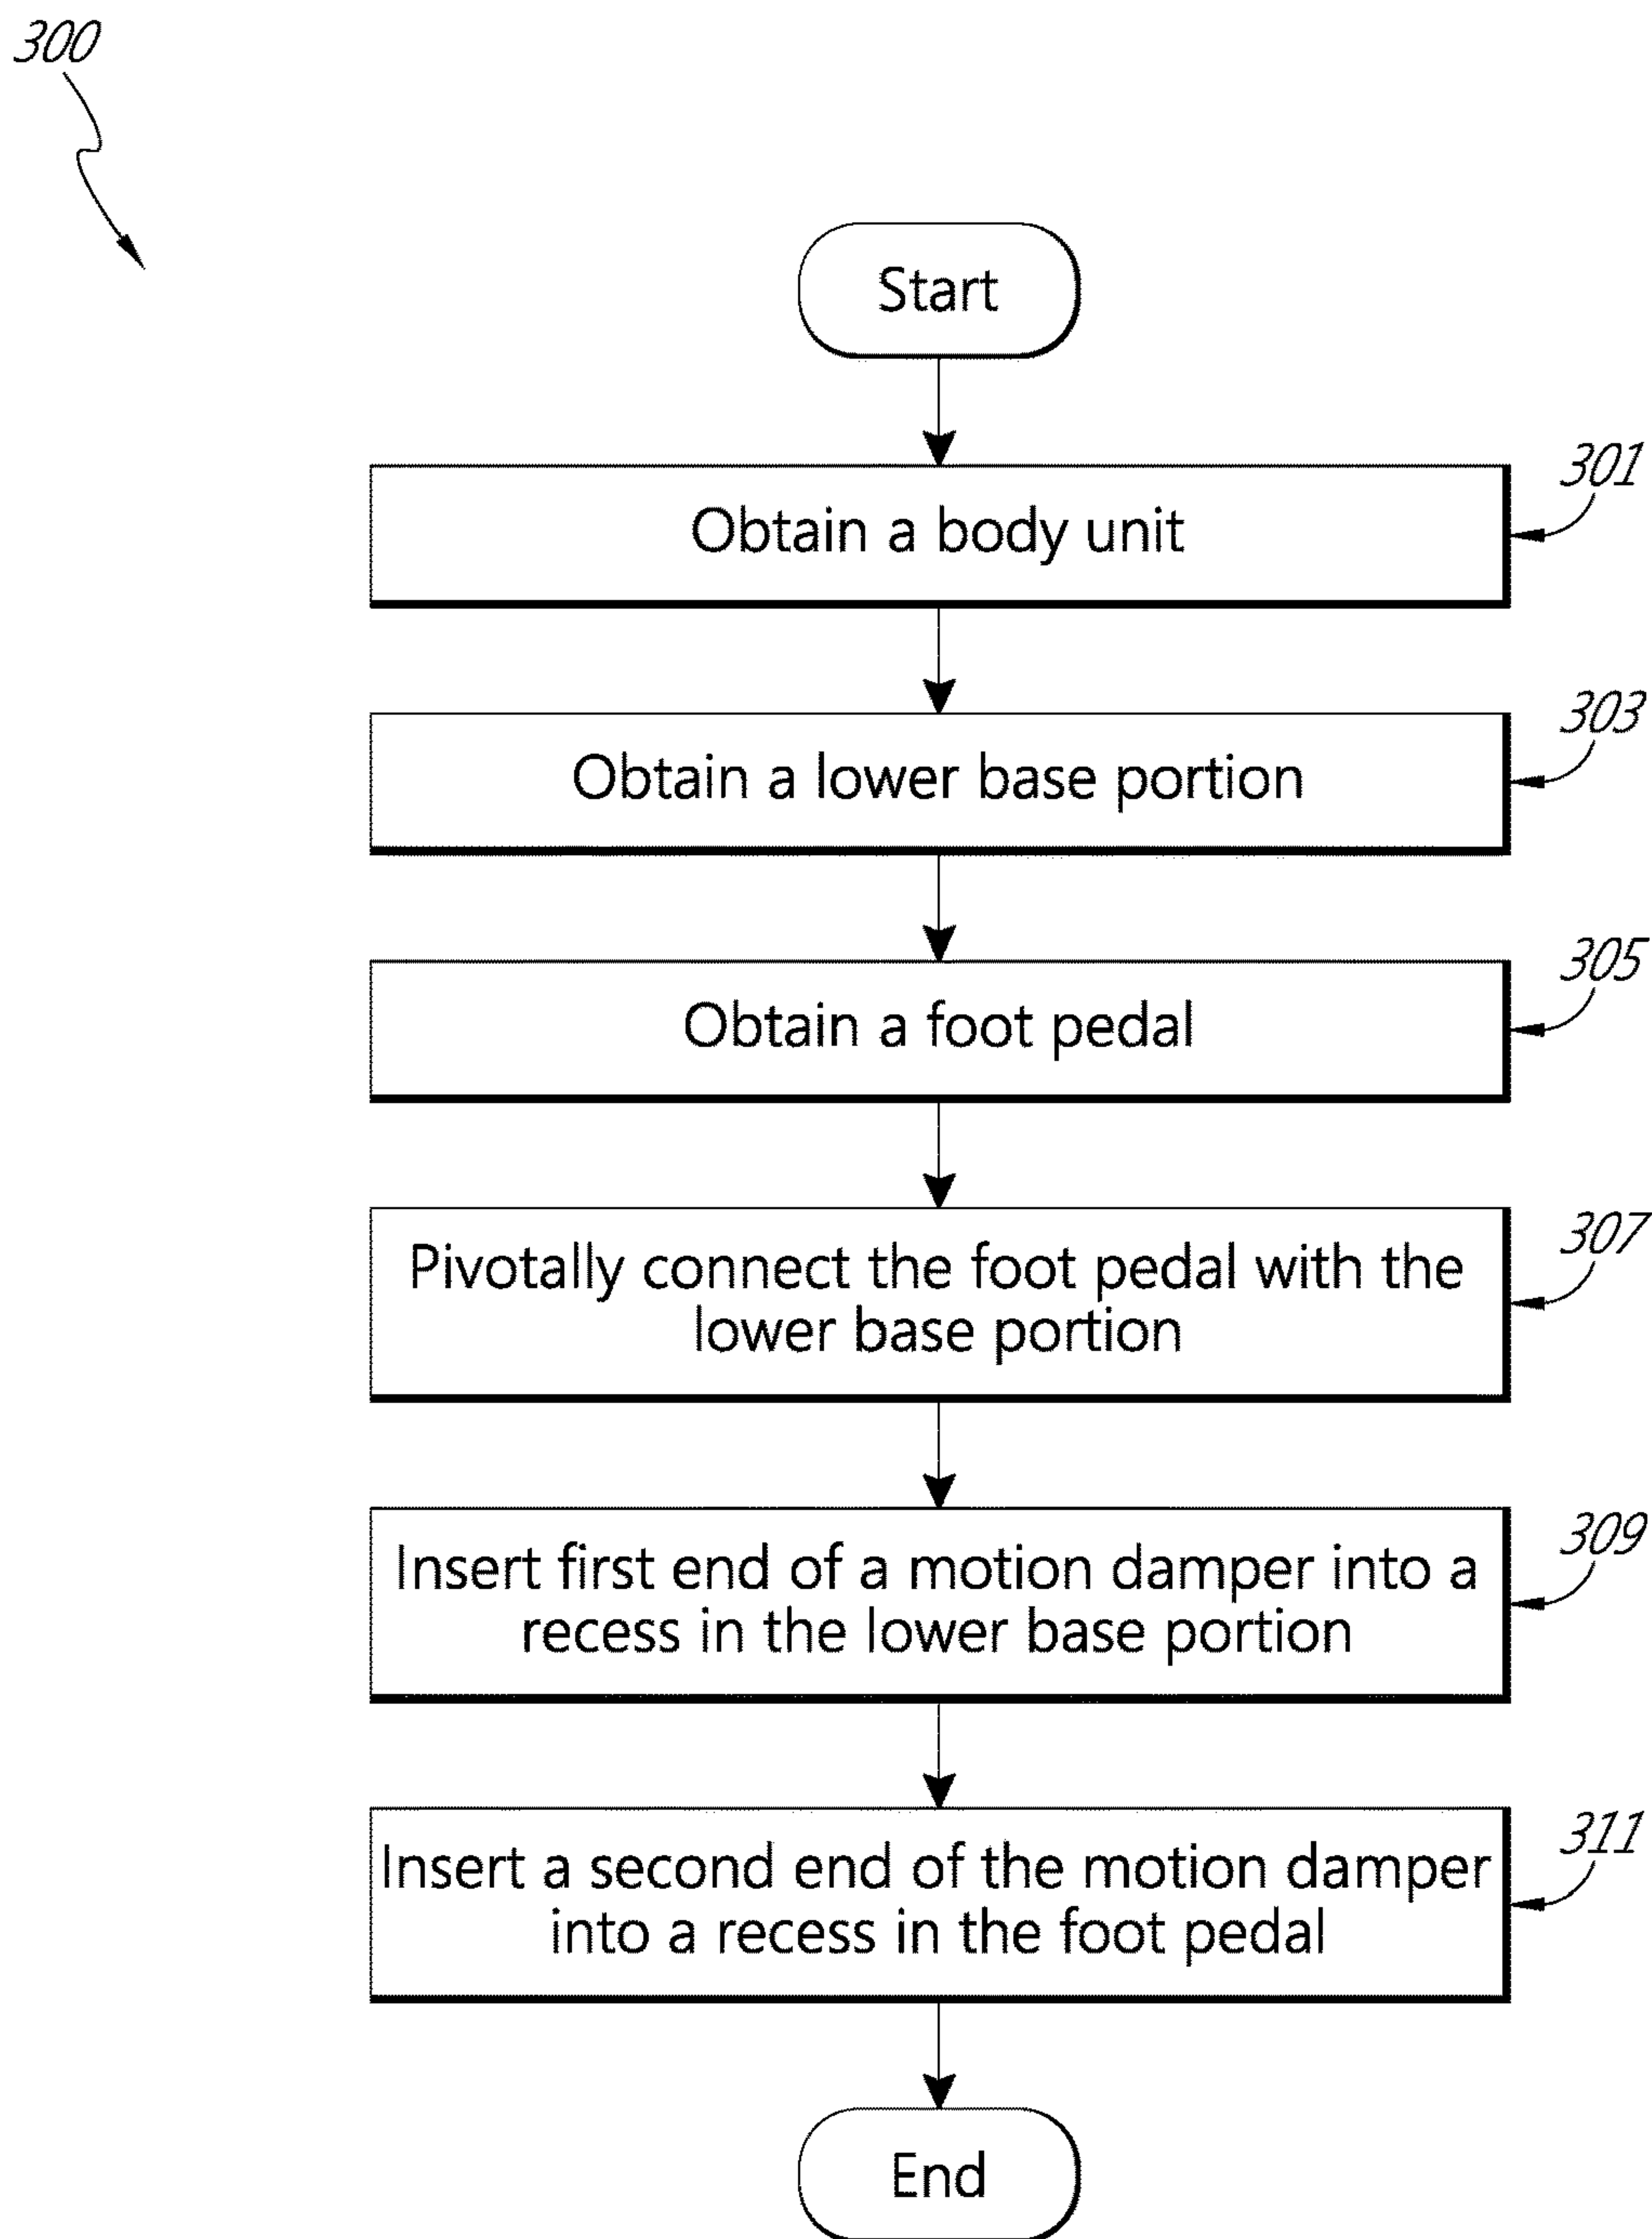 300
Start
301
Obtain a body unit
303
Obtain a lower base portion
305
Obtain a foot pedal
307
Pivotally connect the foot pedal with the
lower base portion
309
Insert first end of a motion damper into a
recess in the lower base portion
311
Insert a second end of the motion damper
into a recess in the foot pedal
End